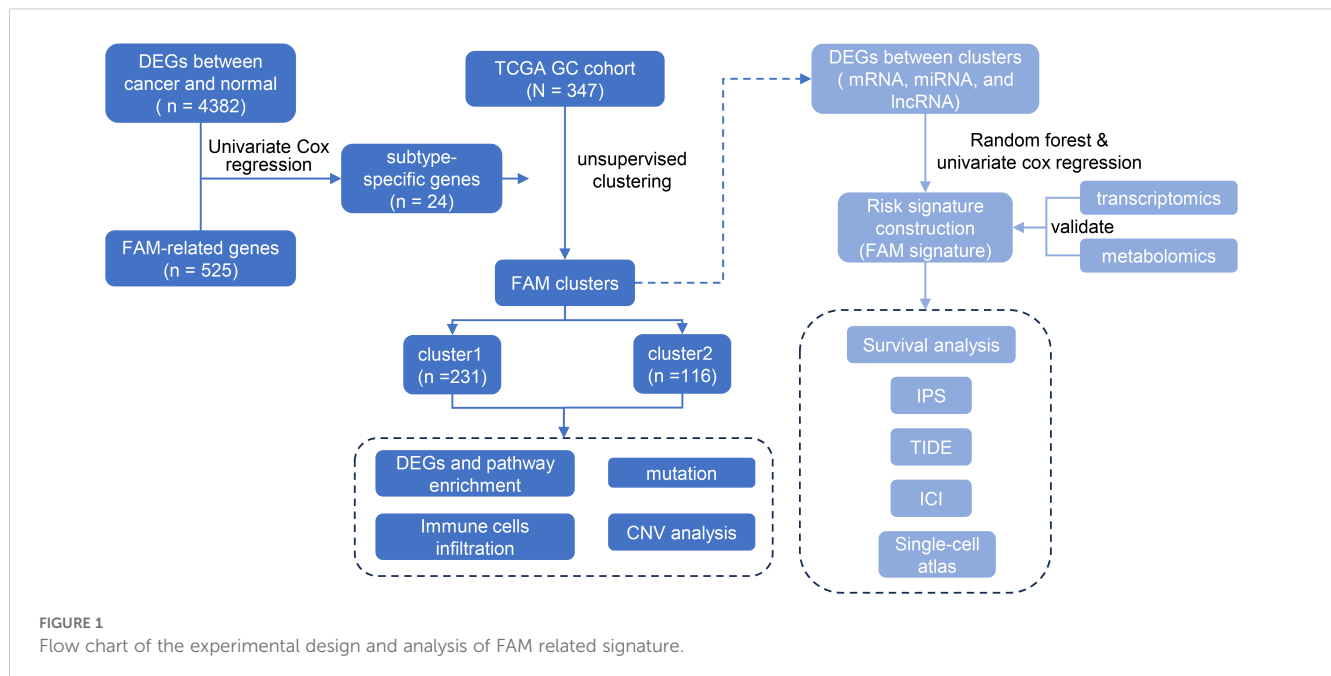 DEGs between
cancer and normal
( n = 4382)
Univariate Cox
regression
subtype-
specific genes
(n = 24)
FAM-related genes
(n = 525)
TCGA GC cohort
(N = 347)
unsupervised
clustering
FAM clusters
cluster1
(n =231)
cluster2
(n =116)
DEGs and pathway
enrichment
mutation
Immune cells
infiltration
CNV analysis
DEGs between clusters
( mRNA, miRNA, and
lncRNA)
Random forest &
univariate cox regression
Risk signature
construction
(FAM signature)
transcriptomics
validate
metabolomics
Survival analysis
IPS
TIDE
ICI
Single-cell
atlas
FIGURE 1
Flow chart of the experimental design and analysis of FAM related signature.